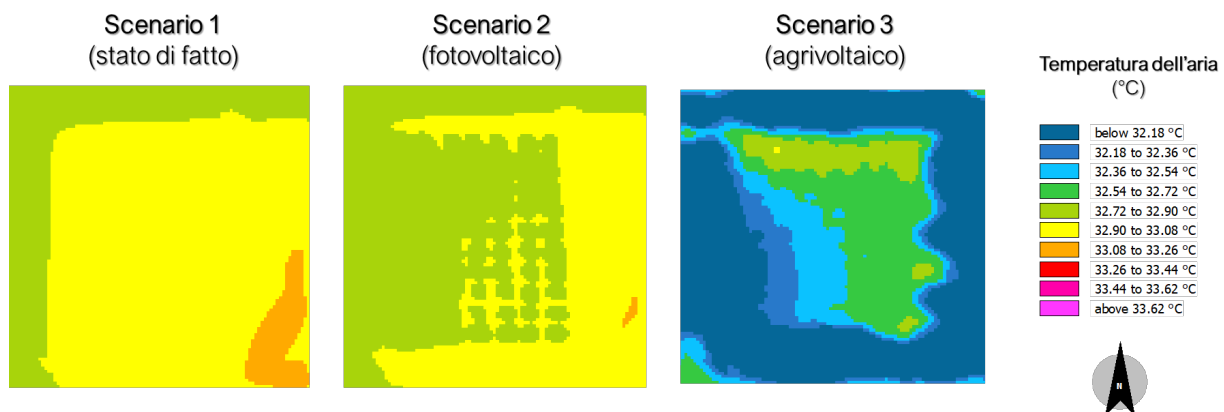 Scenario 1
(stato di fatto)
Scenario 2
(fotovoltaico)
Scenario 3
(agrivoltaico)
Temperatura dell'aria
(°C)
below 32.18 °C
32.18 to 32.36 °C
32.36 to 32.54 °C
32.54 to 32.72 °C
32.72 to 32.90 °C
32.90 to 33.08 °C
33.08 to 33.26 °C
33.26 to 33.44 °C
33.44 to 33.62 °C
above 33.62 °C
N